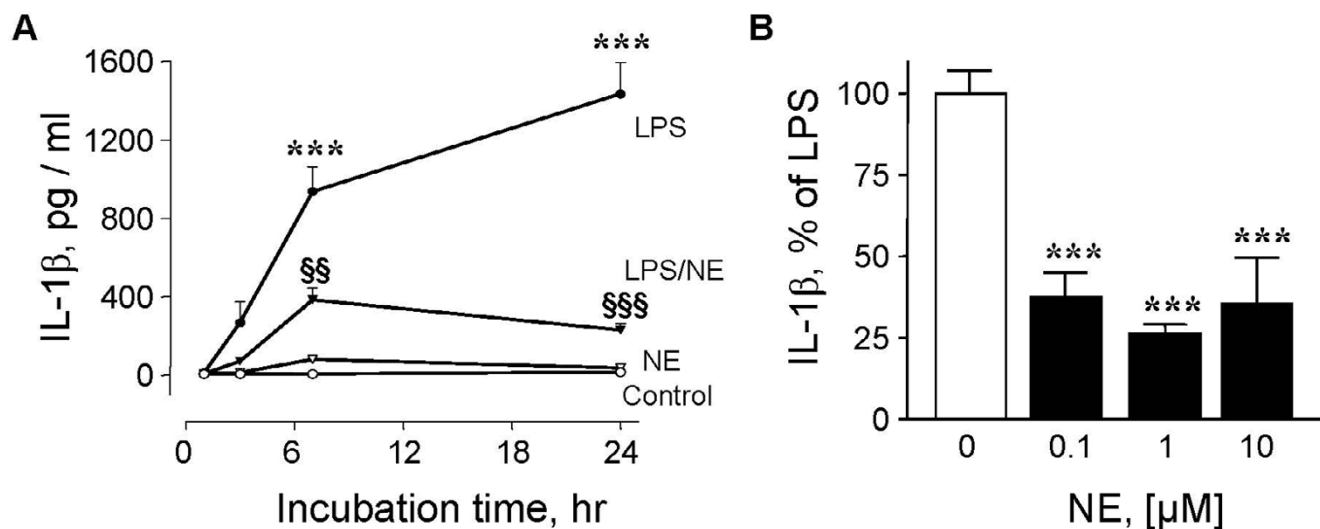 A
IL-1β, pg / ml
1600
1200
800
400
0
***
***
LPS
§§
LPS/NE
§§§
NE
Control
0
6
12
18
24
Incubation time, hr
B
IL-1β, % of LPS
100
75
50
25
0
***
***
***
0
0.1
1
10
NE, [µM]